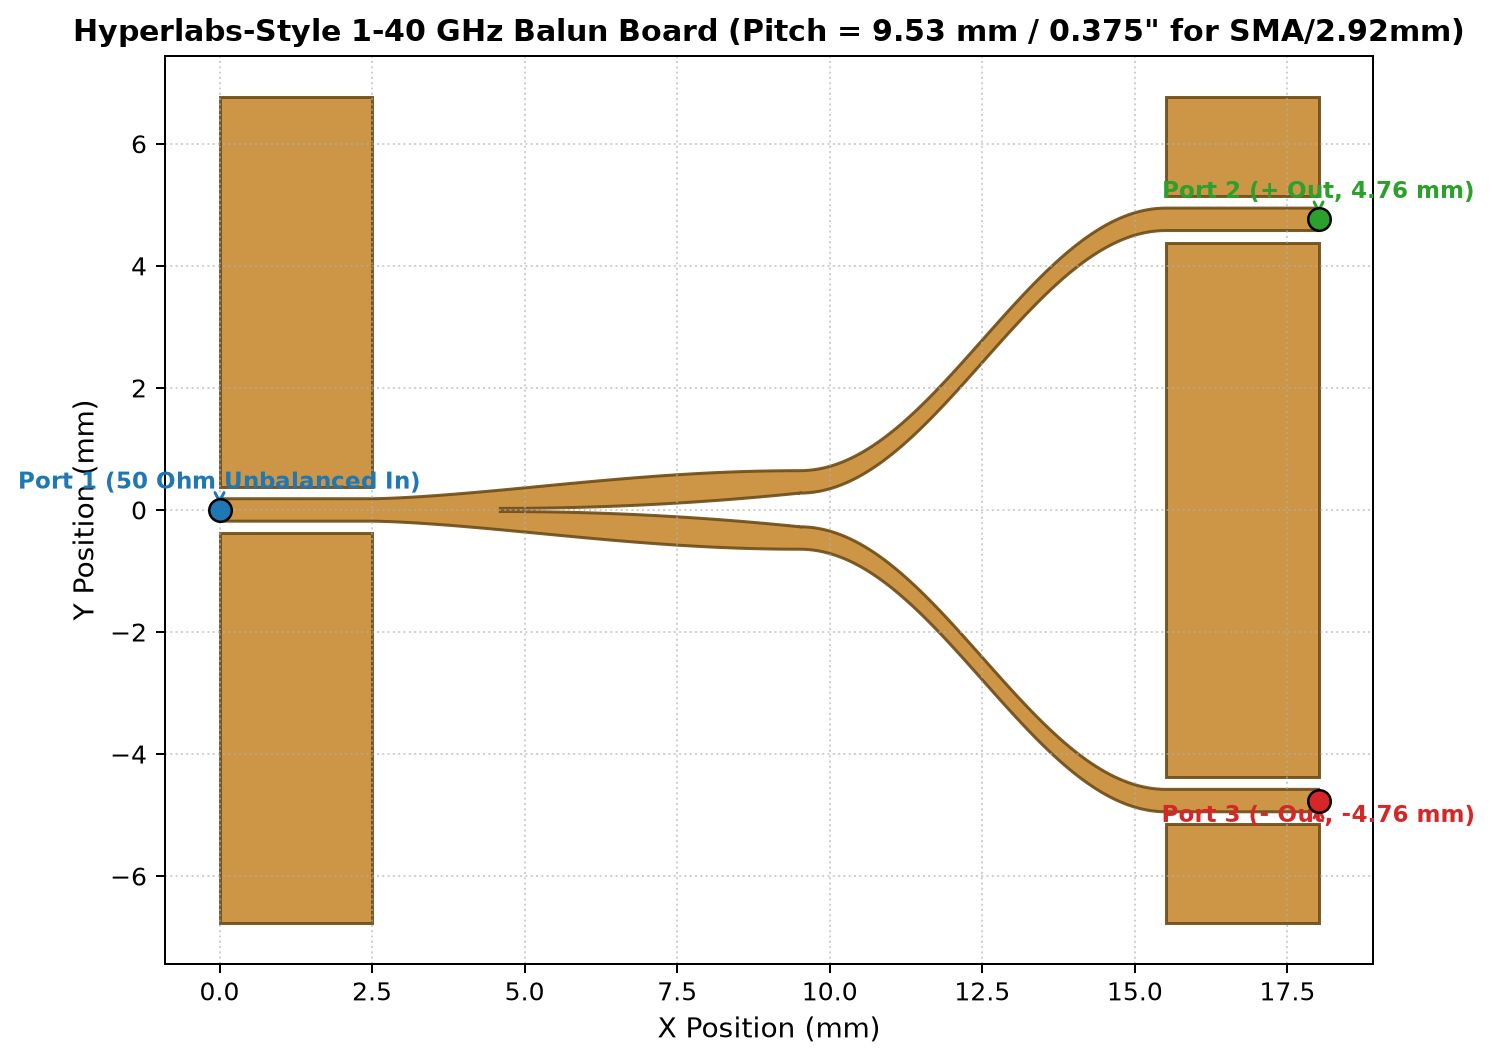 Hyperlabs-Style 1-40 GHz Balun Board (Pitch = 9.53 mm / 0.375" for SMA/2.92mm)
6
Port 2 (+ Out, 4.76 mm)
4
2
Y Position (mm)
Port 1 (50 Ohm Unbalanced In)
0
−2
−4
Port 3 (- Out, -4.76 mm)
−6
0.0 2.5 5.0 7.5 10.0 12.5 15.0 17.5
X Position (mm)